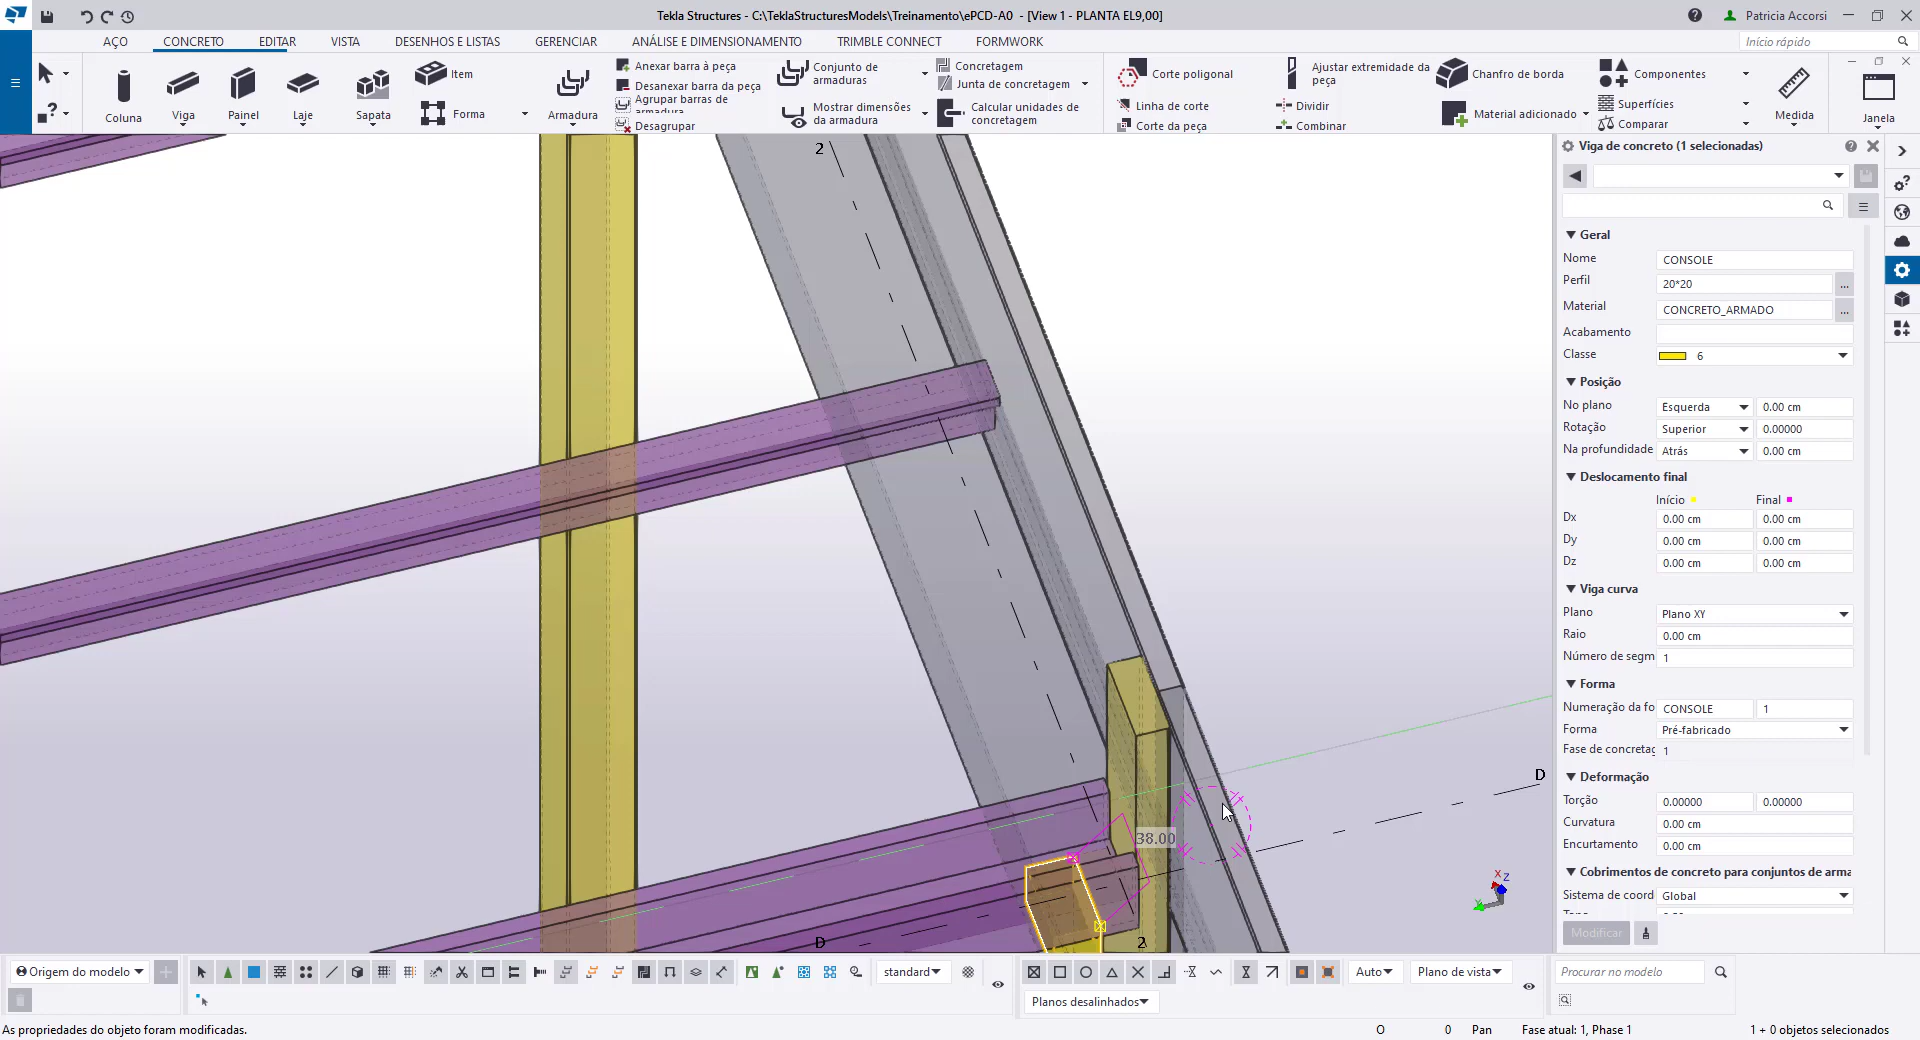 Tekla Structures - C:\TeklaStructuresModels\Treinamento\ePCD-A0 - [View 1 - PLANTA EL9,00]
Patricia Accorsi
AÇO CONCRETO EDITAR VISTA DESENHOS E LISTAS GERENCIAR ANÁLISE E DIMENSIONAMENTO TRIMBLE CONNECT FORMWORK
Início rápido
Coluna
Viga
Painel
Laje
Sapata
Item
Forma
Armadura
Anexar barra à peça
Desanexar barra da peça
Agrupar barras de
armadura
Desagrupar
Conjunto de
armaduras
Mostrar dimensões
da armadura
Concretagem
Junta de concretagem
Calcular unidades de
concretagem
Corte poligonal
Linha de corte
Corte da peça
Ajustar extremidade da
peça
Dividir
Combinar
Chanfro de borda
Material adicionado
Componentes
Superfícies
Comparar
Medida
Janela
2
D
38.00
D
2
X Z
Y
Viga de concreto (1 selecionadas)
Geral
Nome CONSOLE
Perfil 20*20 ...
Material CONCRETO_ARMADO ...
Acabamento
Classe 6
Posição
No plano Esquerda 0.00 cm
Rotação Superior 0.00000
Na profundidade Atrás 0.00 cm
Deslocamento final
Início Final
Dx 0.00 cm 0.00 cm
Dy 0.00 cm 0.00 cm
Dz 0.00 cm 0.00 cm
Viga curva
Plano Plano XY
Raio 0.00 cm
Número de segm 1
Forma
Numeração da fo CONSOLE 1
Forma Pré-fabricado
Fase de concretag 1
Deformação
Torção 0.00000 0.00000
Curvatura 0.00 cm
Encurtamento 0.00 cm
Cobrimentos de concreto para conjuntos de arma
Sistema de coord Global
Modificar
Origem do modelo
standard
Auto
Plano de vista
Planos desalinhados
Procurar no modelo
As propriedades do objeto foram modificadas.
O 0 Pan Fase atual: 1, Phase 1 1 + 0 objetos selecionados